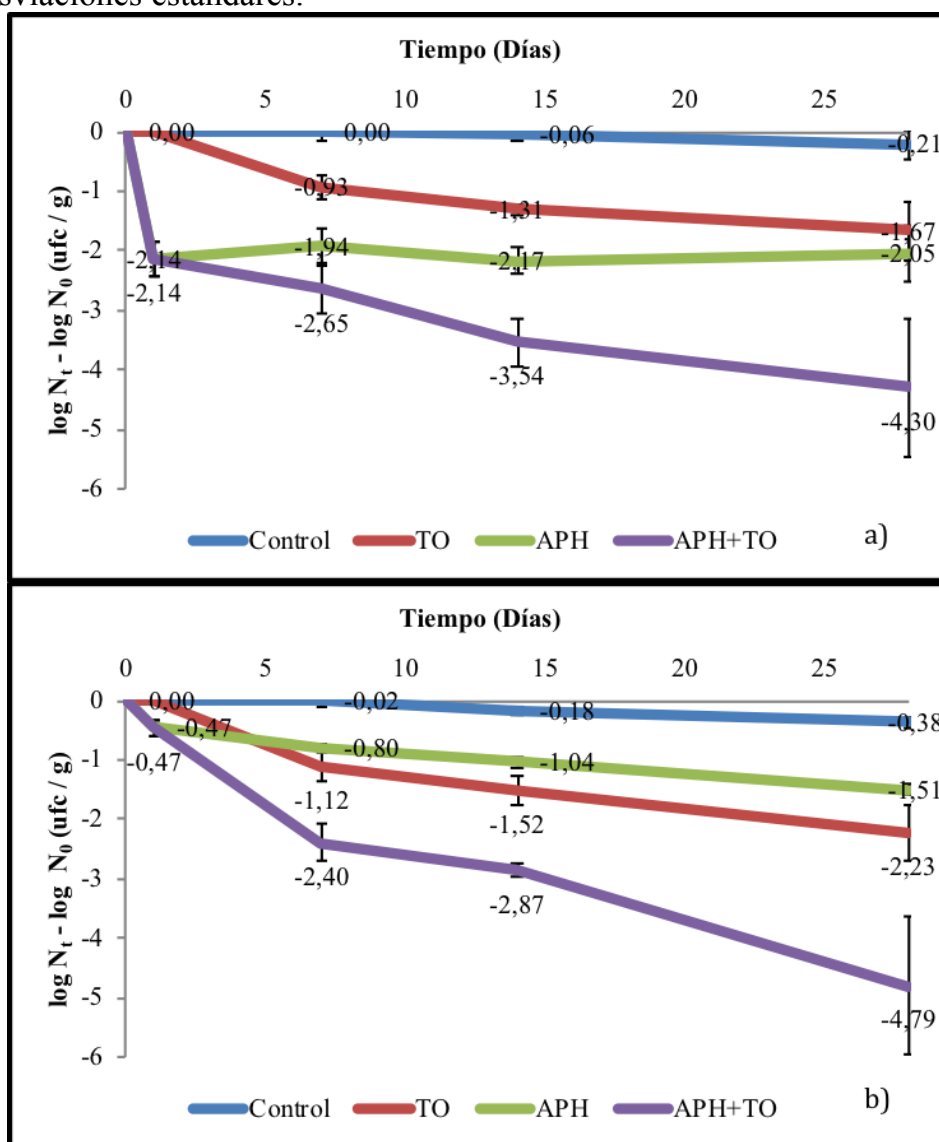 sviaciones estándares.
Tiempo (Días)
0 5 10 15 20 25
0
-1
-2
-3
-4
-5
-6
log Nt - log N0 (ufc / g)
0,00 0,00 -0,06 -0,21
-0,93 -1,31 -1,67
-2,14 -1,94 -2,17 -2,05
-2,14 -2,65 -3,54 -4,30
Control TO APH APH+TO a)
Tiempo (Días)
0 5 10 15 20 25
0
-1
-2
-3
-4
-5
-6
log Nt - log N0 (ufc / g)
0,00 -0,02 -0,18 -0,38
-0,47 -0,80 -1,04 -1,51
-1,12 -1,52 -2,23
-0,47 -2,40 -2,87 -4,79
Control TO APH APH+TO b)